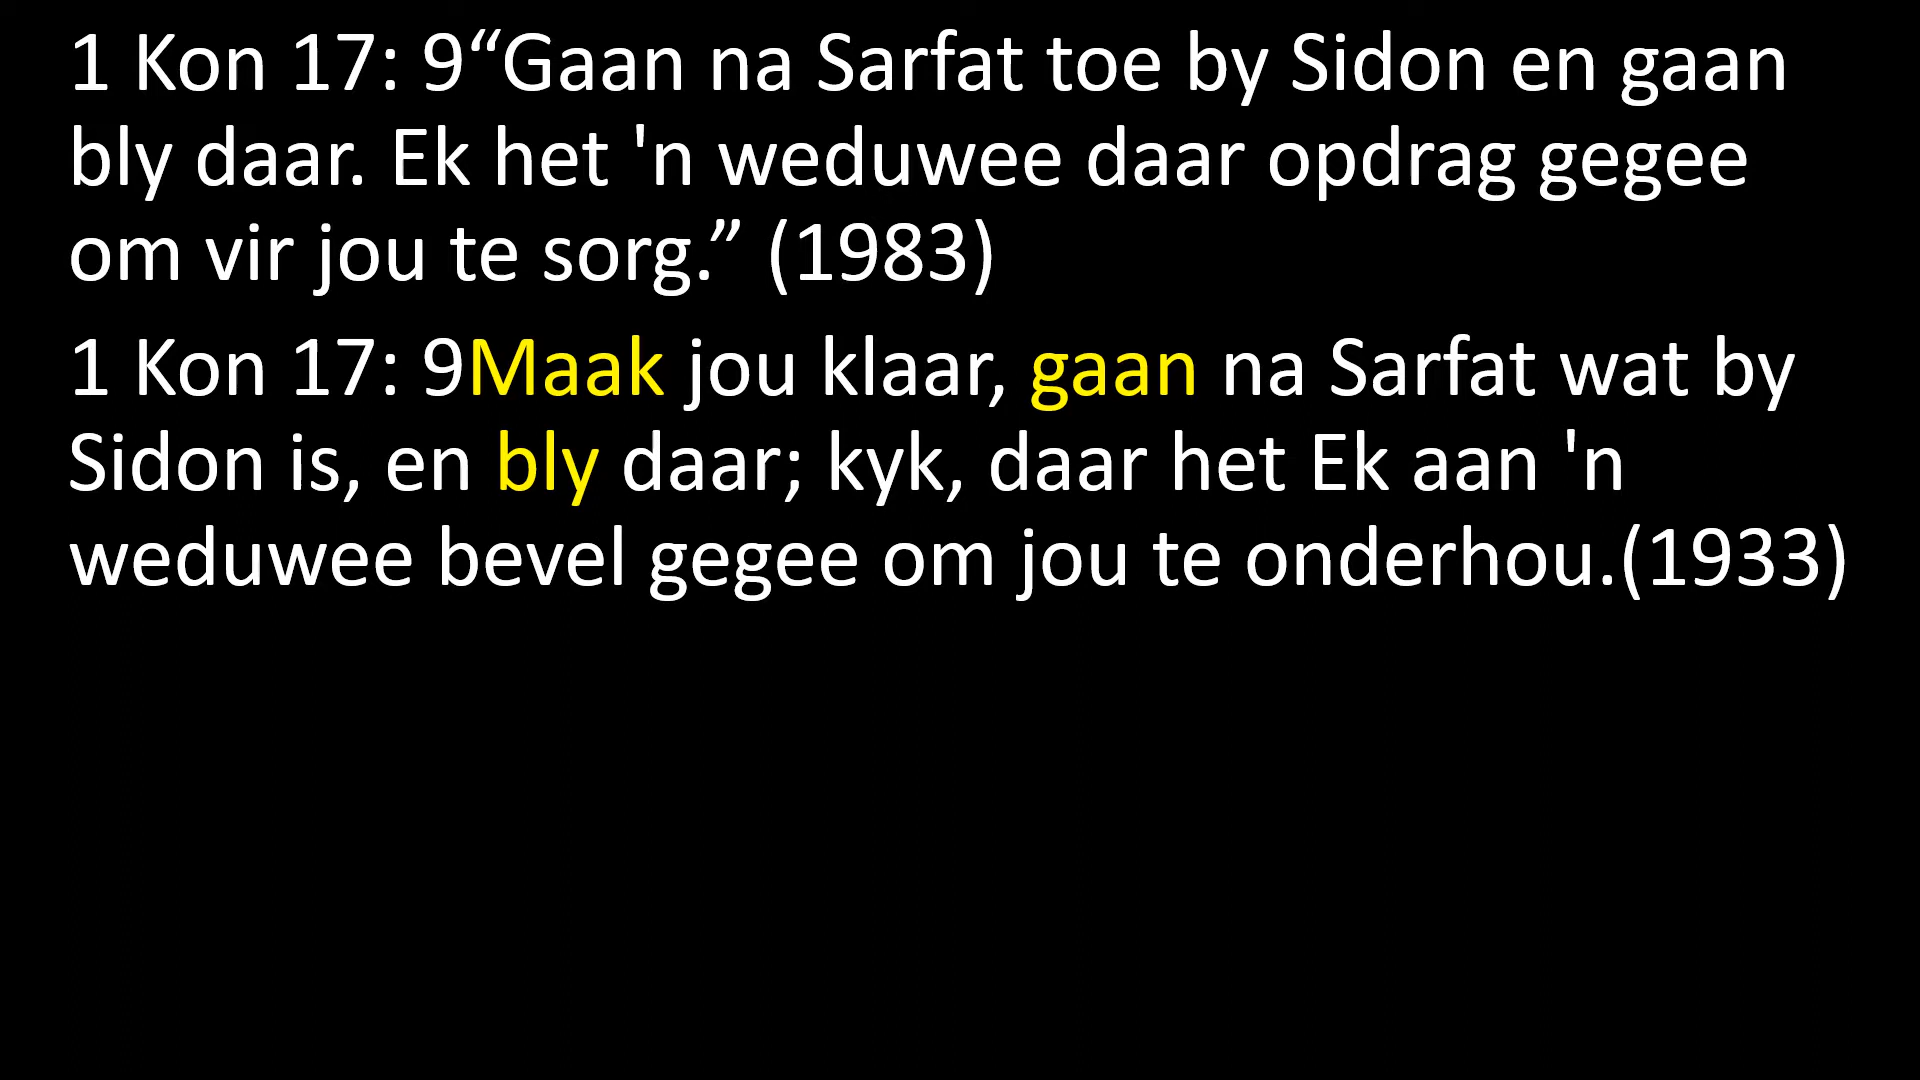 1 Kon 17: 9“Gaan na Sarfat toe by Sidon en gaan
bly daar. Ek het 'n weduwee daar opdrag gegee
om vir jou te sorg.” (1983)
1 Kon 17: 9Maak jou klaar, gaan na Sarfat wat by
Sidon is, en bly daar; kyk, daar het Ek aan 'n
weduwee bevel gegee om jou te onderhou.(1933)